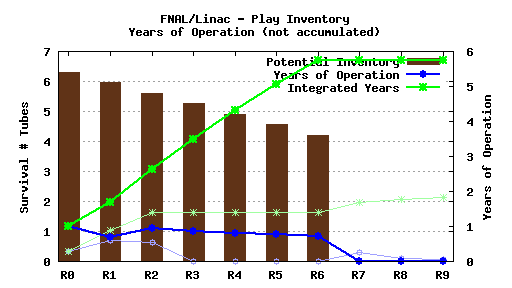 FNAL/Linac - Play Inventory
Years of Operation (not accumulated)
Potential Inventory
Years of Operation
Integrated Years
Survival # Tubes
Years of Operation
7
6
5
4
3
2
1
0
6
5
4
3
2
1
0
R0 R1 R2 R3 R4 R5 R6 R7 R8 R9